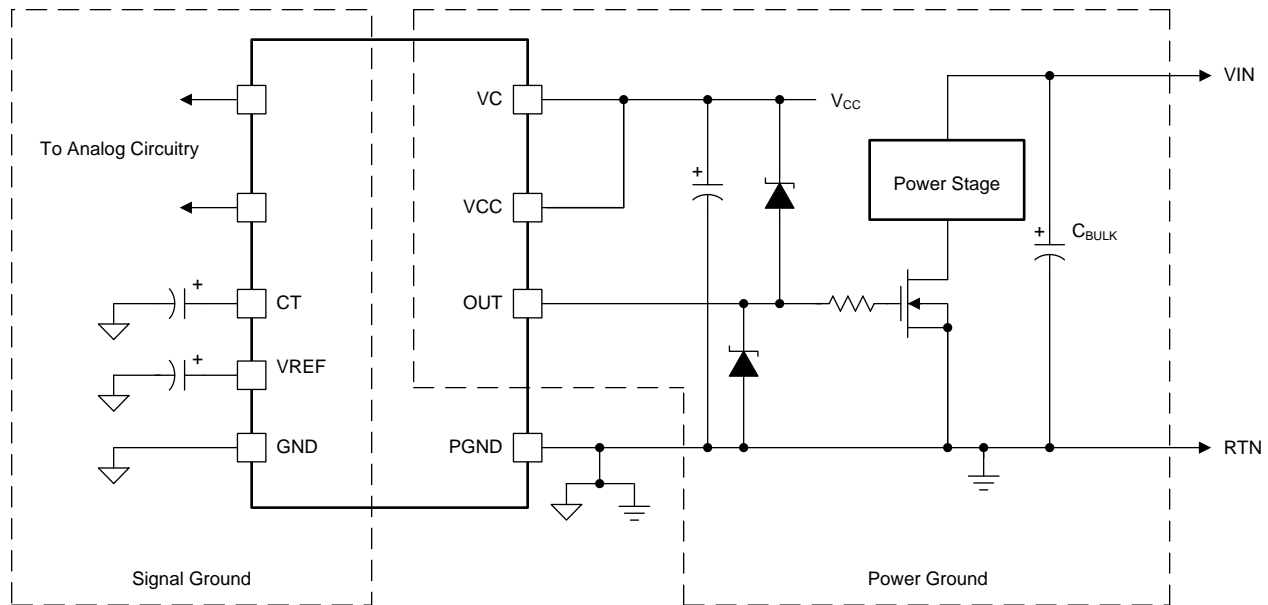 VIN
VC
V_CC
To Analog Circuitry
+
+
Power Stage
VCC
+
C_BULK
+
CT
OUT
+
VREF
GND
PGND
RTN
Signal Ground
Power Ground